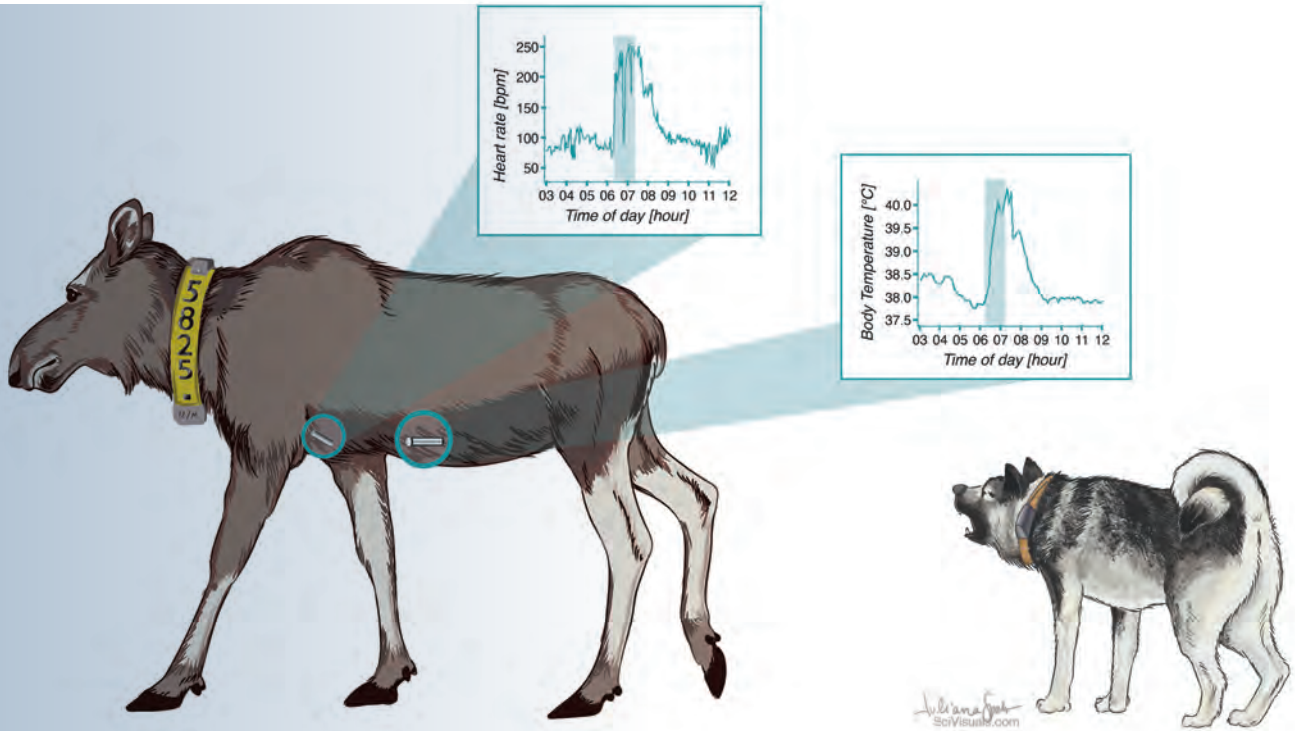 Heart rate [bpm]
250
200
150
100
50
03 04 05 06 07 08 09 10 11 12
Time of day [hour]
Body Temperature [°C]
40.0
39.5
39.0
38.5
38.0
37.5
03 04 05 06 07 08 09 10 11 12
Time of day [hour]
5
8
2
5
SciVisuals.com